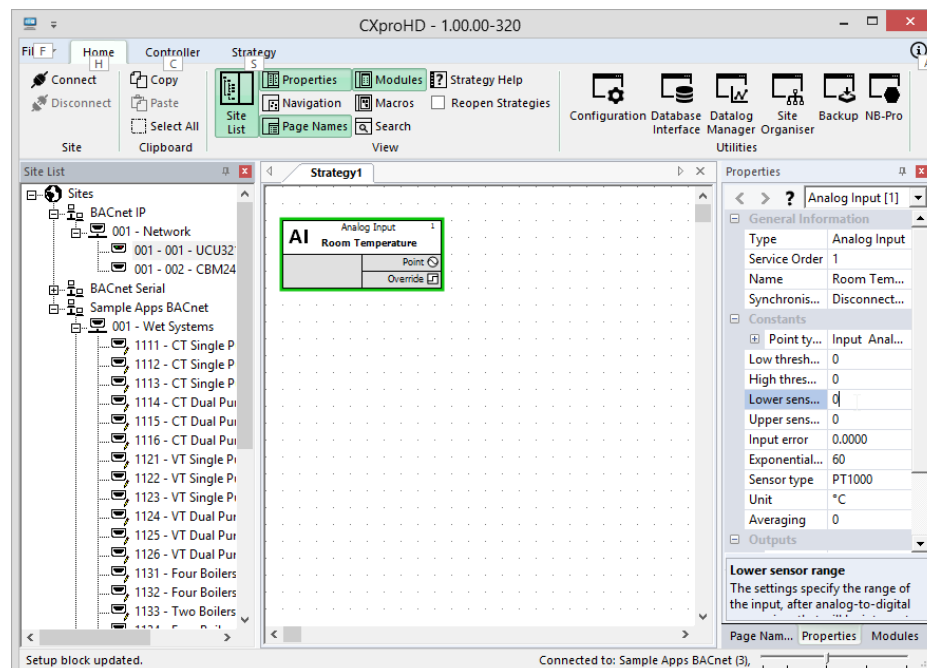 CXproHD - 1.00.00-320
F
Home
Controller
Strategy
H
C
S
Connect
Disconnect
Site
Copy
Paste
Select All
Clipboard
Site
List
Properties
Navigation
Page Names
Modules
Macros
Search
Strategy Help
Reopen Strategies
View
Configuration
Database
Interface
Datalog
Manager
Site
Organiser
Backup
NB-Pro
Utilities
Site List
Sites
BACnet IP
001 - Network
001 - 001 - UCU32
001 - 002 - CBM24
BACnet Serial
Sample Apps BACnet
001 - Wet Systems
1111 - CT Single P
1112 - CT Single P
1113 - CT Single P
1114 - CT Dual Pu
1115 - CT Dual Pu
1116 - CT Dual Pu
1121 - VT Single P
1122 - VT Single P
1123 - VT Single P
1124 - VT Dual Pur
1125 - VT Dual Pur
1126 - VT Dual Pur
1131 - Four Boilers
1132 - Four Boilers
1133 - Two Boilers
Strategy1
AI
Analog Input 1
Room Temperature
Point
Override
Properties
? Analog Input [1]
General Information
Type Analog Input
Service Order 1
Name Room Tem...
Synchronis... Disconnect...
Constants
Point ty... Input Anal...
Low thresh... 0
High thres... 0
Lower sens... 0
Upper sens... 0
Input error 0.0000
Exponential... 60
Sensor type PT1000
Unit °C
Averaging 0
Outputs
Lower sensor range
The settings specify the range of
the input, after analog-to-digital
Page Nam... Properties Modules
Setup block updated.
Connected to: Sample Apps BACnet (3),